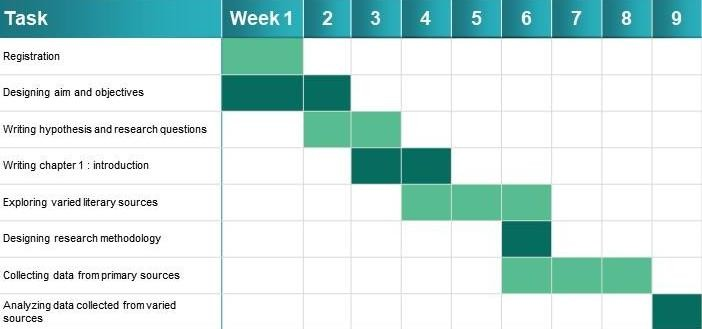 Task Week 1 2 3 4 5 6 7 8 9
Registration
Designing aim and objectives
Writing hypothesis and research questions
Writing chapter 1 : introduction
Exploring varied literary sources
Designing research methodology
Collecting data from primary sources
Analyzing data collected from varied
sources